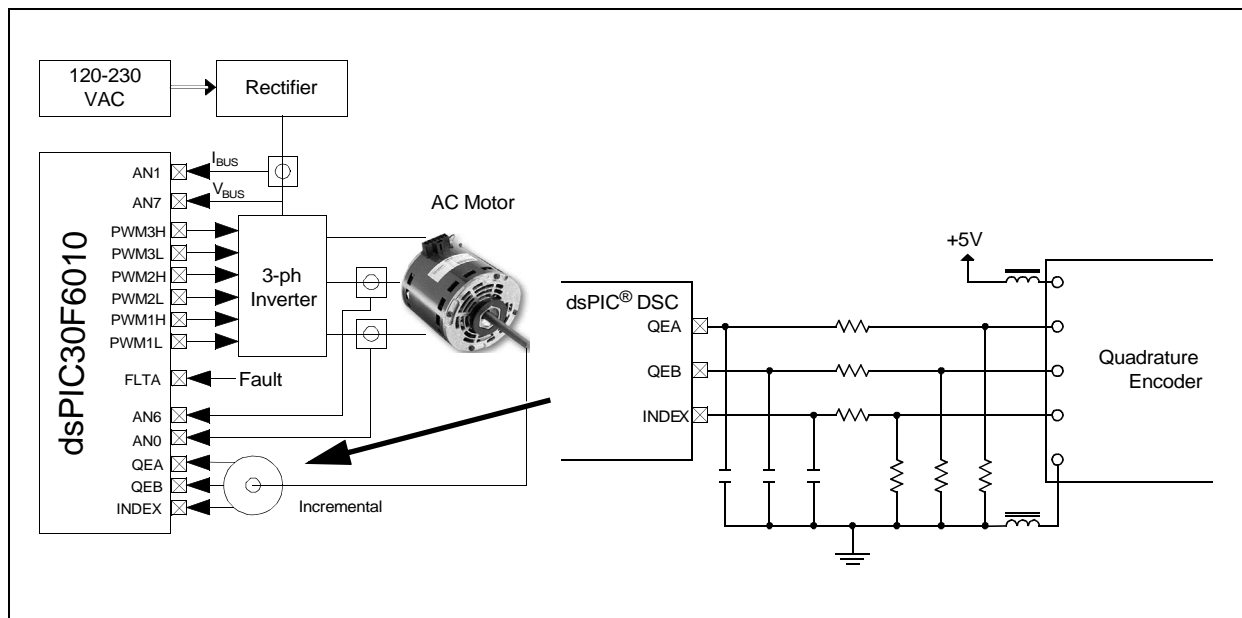 120-230
VAC
Rectifier
dsPIC30F6010
AN1
IBUS
AN7
VBUS
PWM3H
PWM3L
PWM2H
PWM2L
PWM1H
PWM1L
3-ph
Inverter
AC Motor
FLTA
Fault
AN6
AN0
QEA
QEB
INDEX
Incremental
dsPIC® DSC
QEA
QEB
INDEX
+5V
Quadrature
Encoder